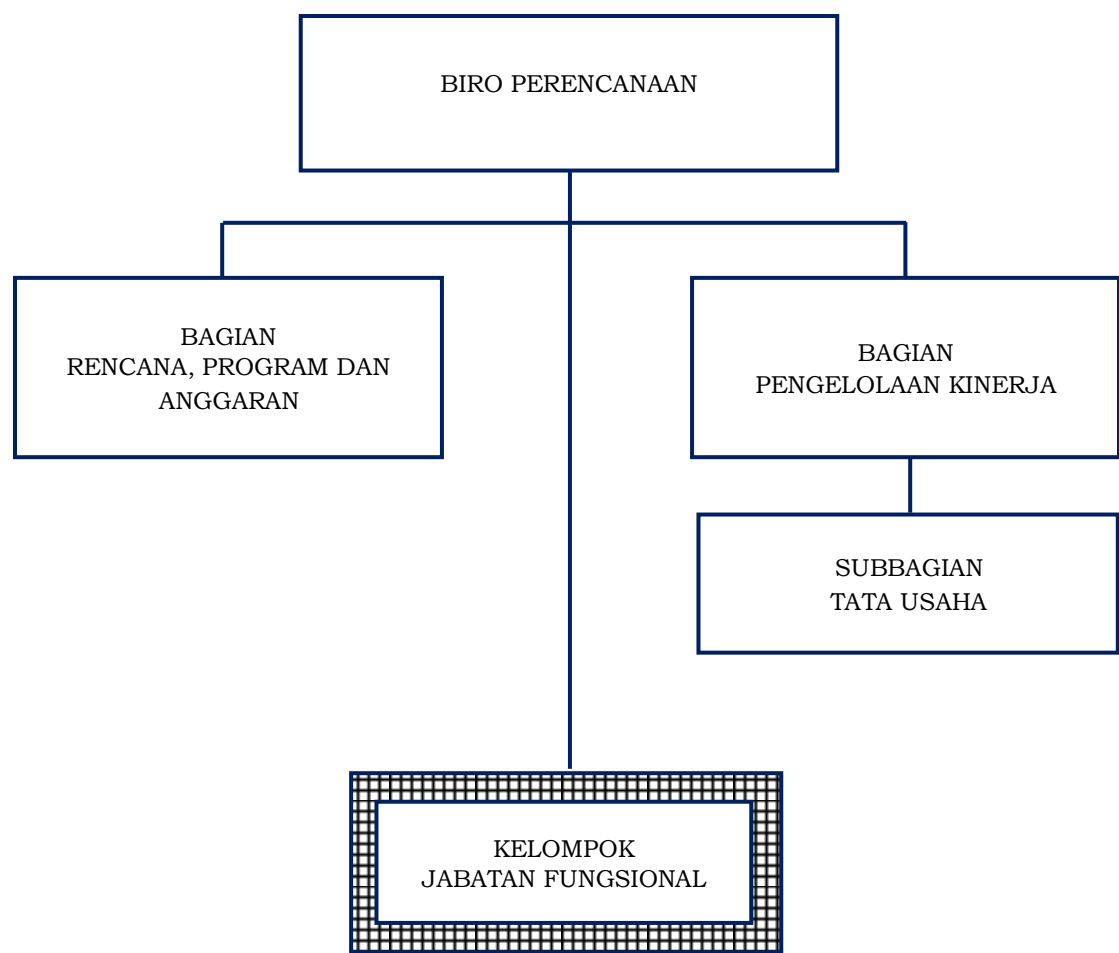 BIRO PERENCANAAN
BAGIAN
RENCANA, PROGRAM DAN
ANGGARAN
BAGIAN
PENGELOLAAN KINERJA
SUBBAGIAN
TATA USAHA
KELOMPOK
JABATAN FUNGSIONAL